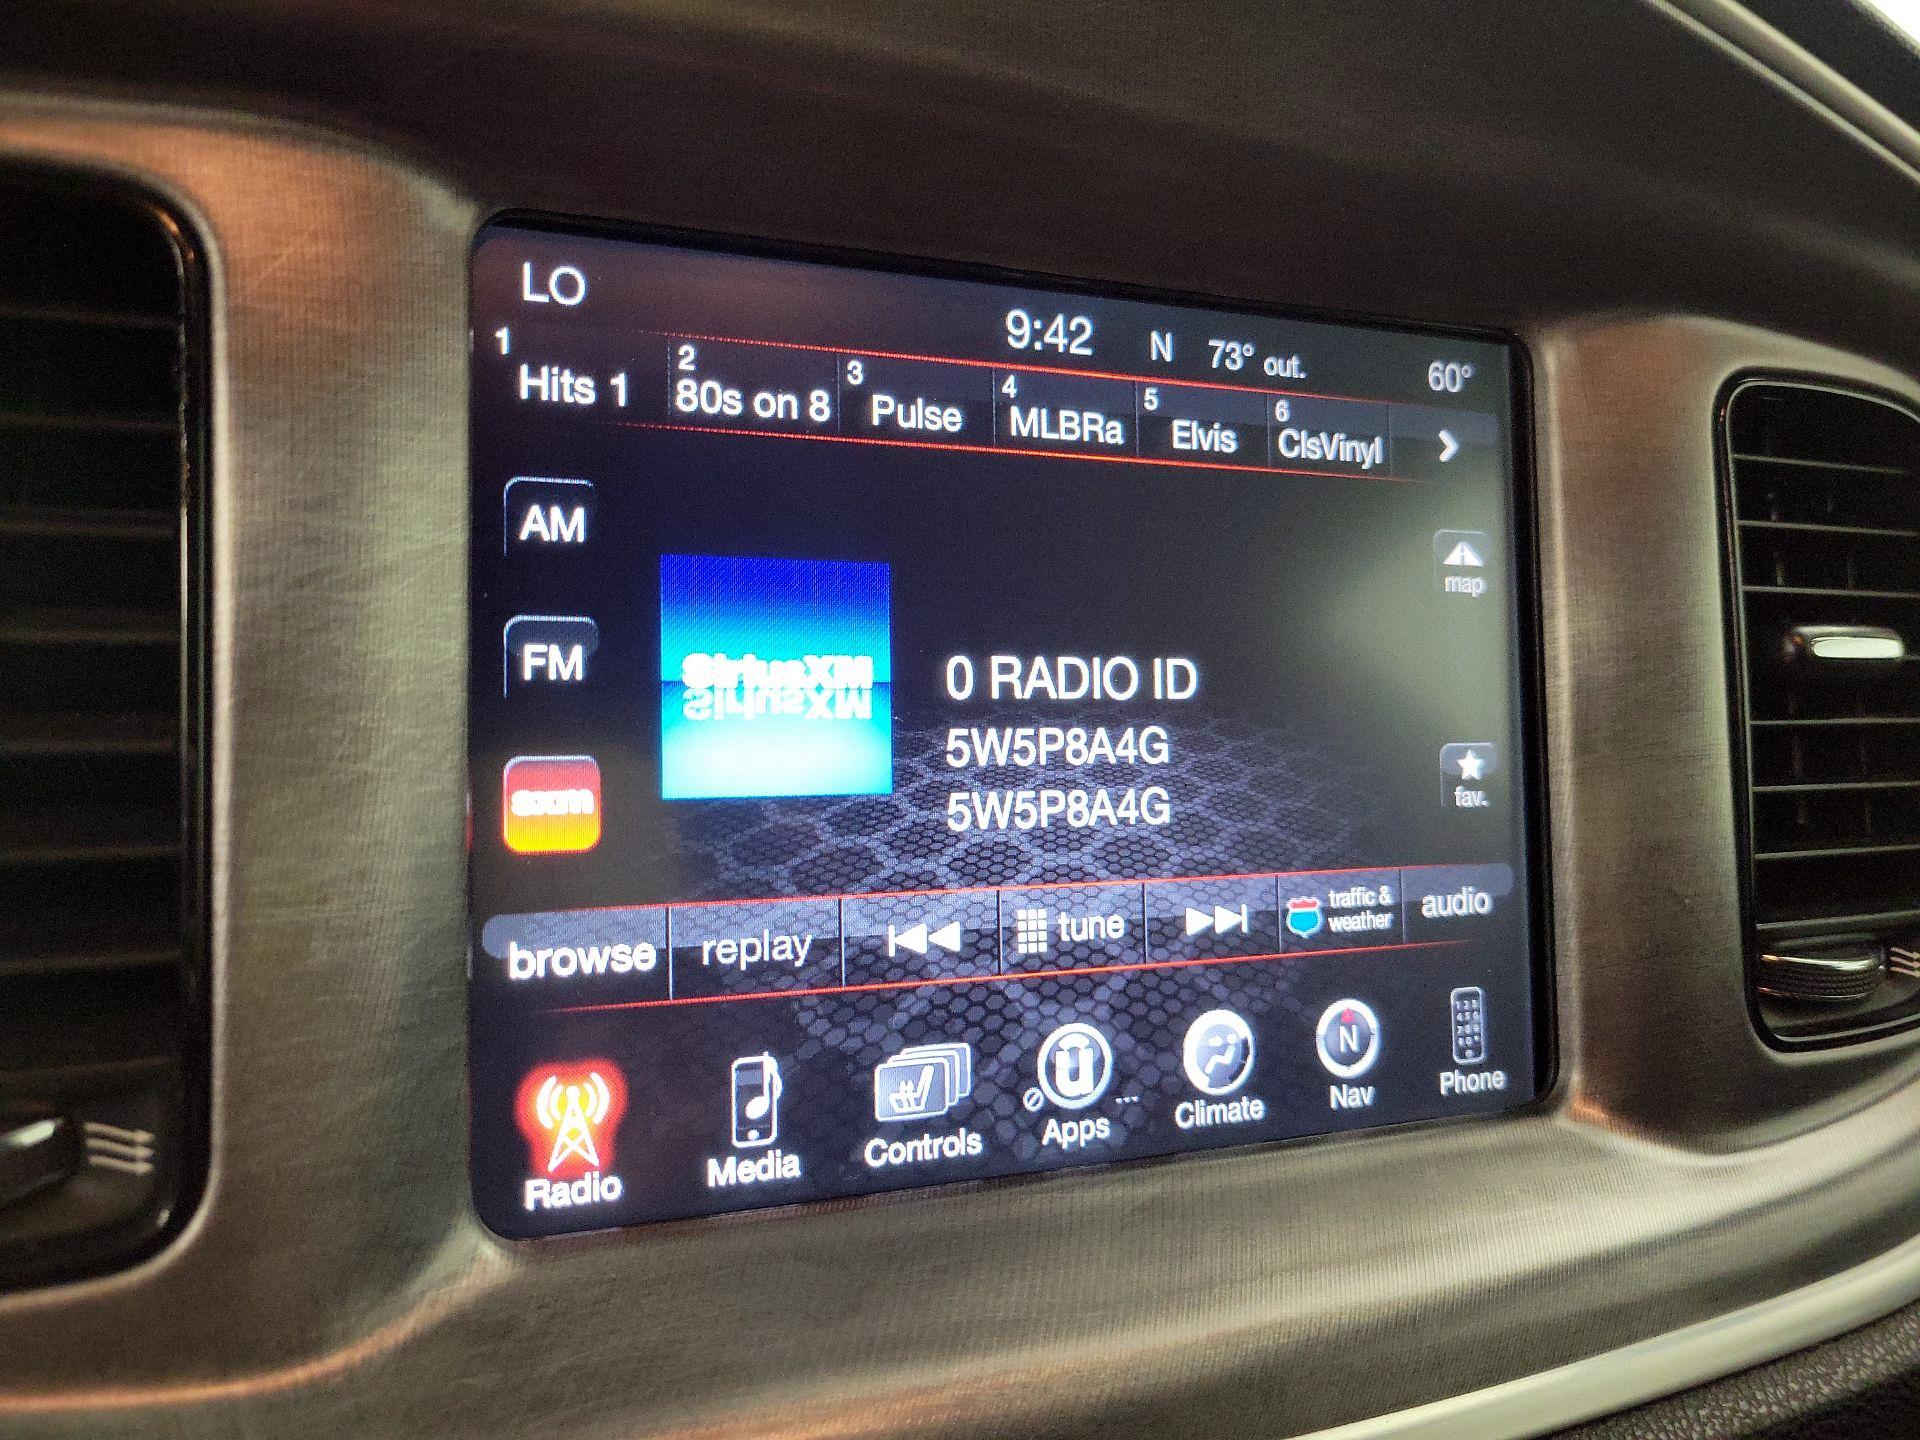 LO
9:42 N 73° out. 60°
1 Hits 1
2 80s on 8
3 Pulse
4 MLBRa
5 Elvis
6 ClsVinyl
AM
map
FM
SiriusXM
0 RADIO ID
5W5P8A4G
5W5P8A4G
sxm
fav.
browse
replay
tune
traffic &
weather
audio
Radio
Media
Controls
Apps ...
Climate
N
Nav
Phone